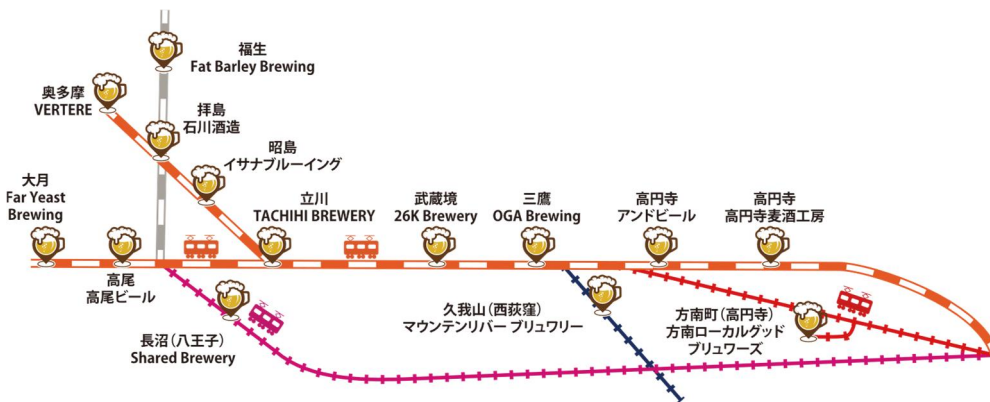 福生
Fat Barley Brewing
奥多摩
VERTERE
拝島
石川酒造
昭島
イサナブルーイング
大月
Far Yeast
Brewing
立川
TACHIHI BREWERY
武蔵境
26K Brewery
三鷹
OGA Brewing
高円寺
アンドビール
高円寺
高円寺麦酒工房
高尾
高尾ビール
長沼(八王子)
Shared Brewery
久我山(西荻窪)
マウンテンリバー ブリュワリー
方南町(高円寺)
方南ローカルグッド
ブリュワーズ